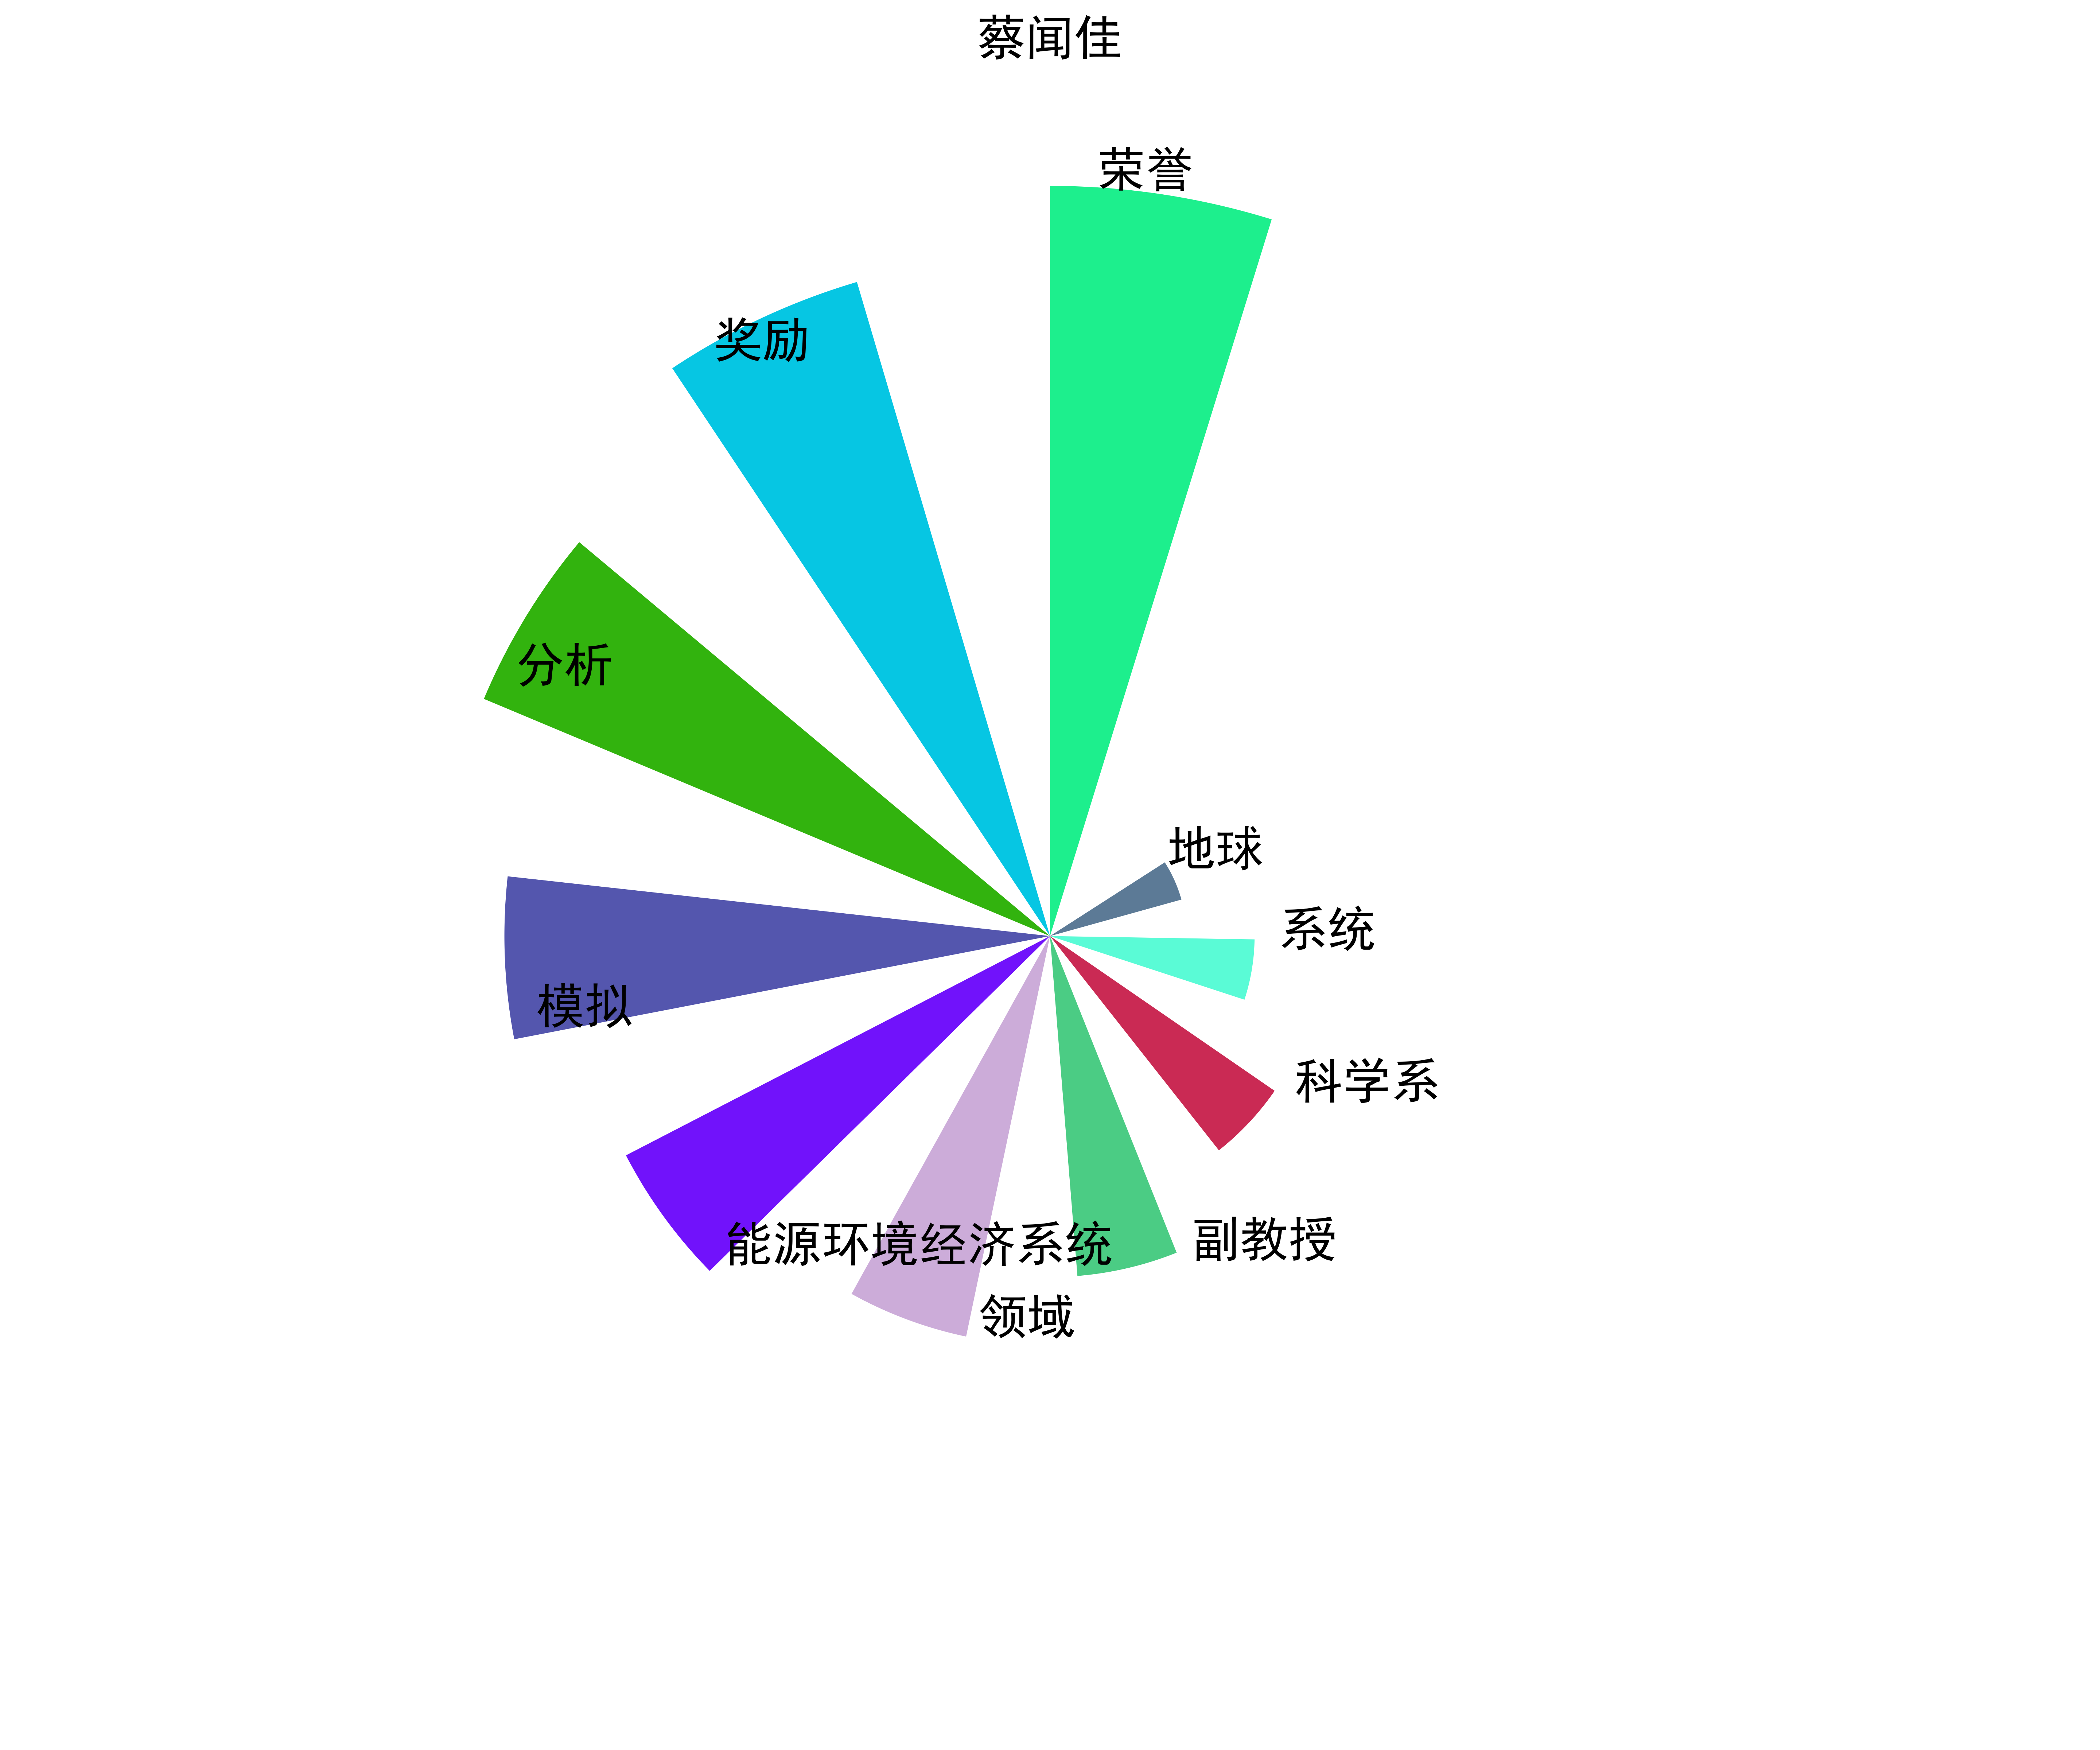 蔡闻佳
荣誉
奖励
分析
地球
系统
模拟
科学系
副教授
能源环境经济系统
领域